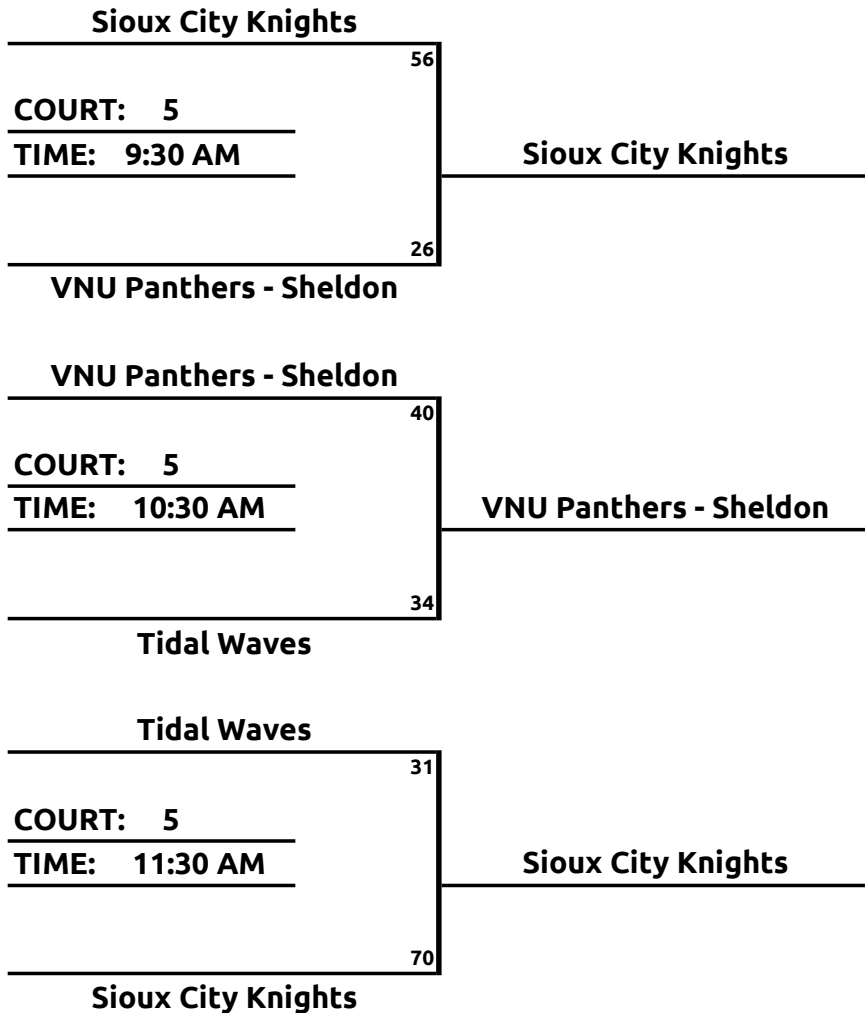 Sioux City Knights
56
COURT: 5
TIME: 9:30 AM
Sioux City Knights
26
VNU Panthers - Sheldon
VNU Panthers - Sheldon
40
COURT: 5
TIME: 10:30 AM
VNU Panthers - Sheldon
34
Tidal Waves
Tidal Waves
31
COURT: 5
TIME: 11:30 AM
Sioux City Knights
70
Sioux City Knights